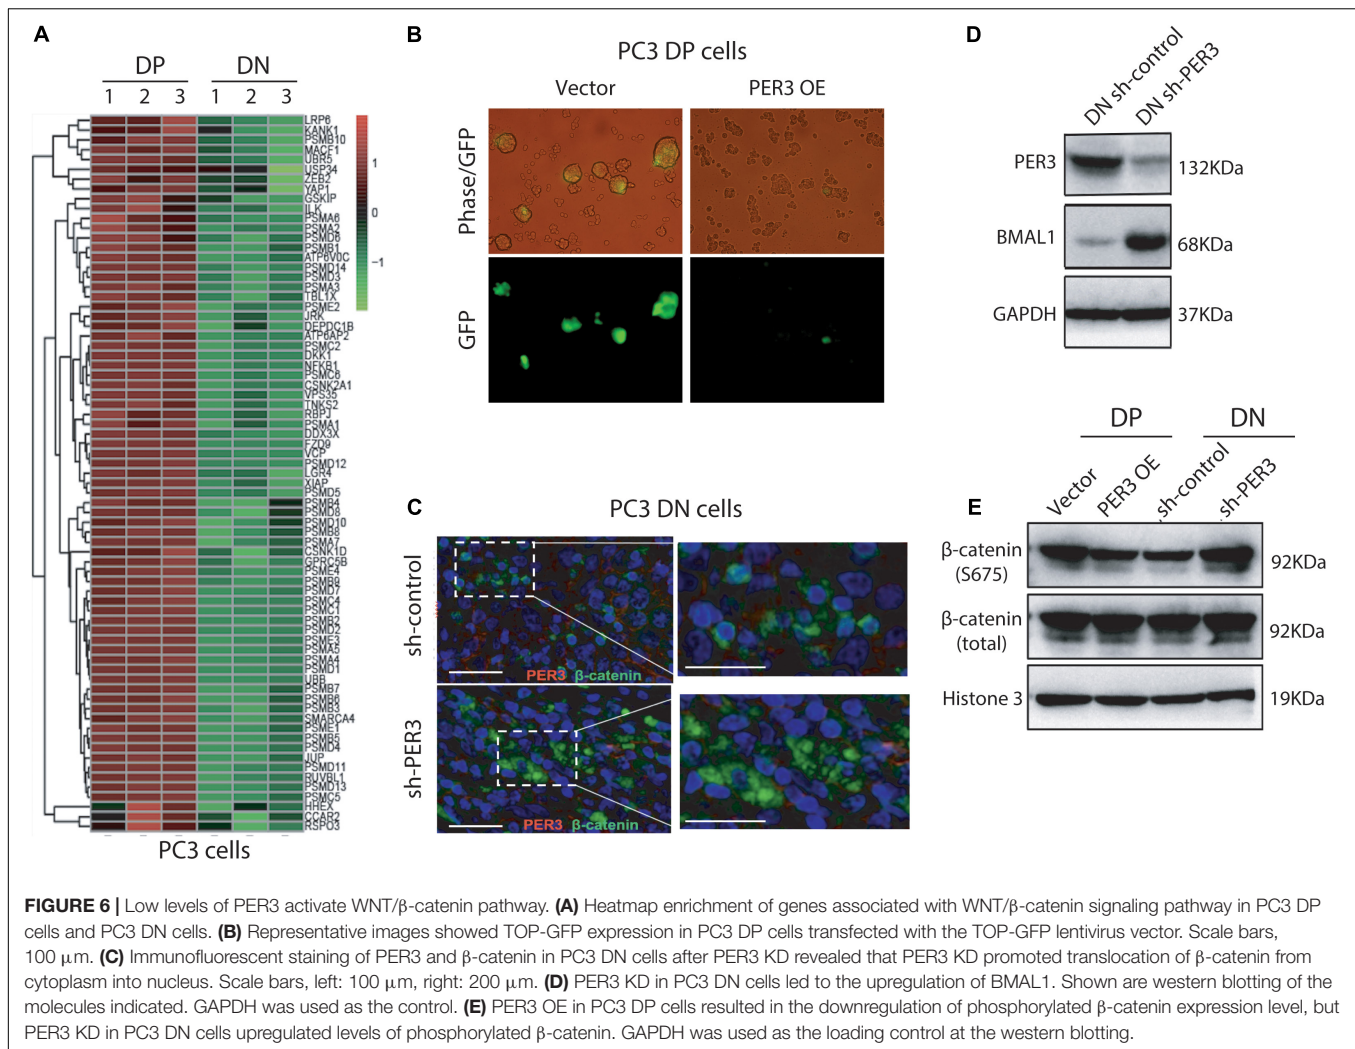 A
DP DN
1 2 3 1 2 3
LRP6
KANK1
PSMB10
MACF1
UBR5
USP34
ZEB2
YAP1
GSKIP
ILK
PSMA6
PSMA2
PSMD6
PSMB1
ATP6V0C
PSMD14
PSMD3
PSMA3
TBL1X
PSME2
JRK
DEPDC1B
ATP6AP2
PSMC2
DKK1
NFKB1
PSMC6
CSNK2A1
VPS35
TNKS2
RBPJ
PSMA1
DDX3X
FZD9
VCP
PSMD12
LGR4
XIAP
PSMD5
PSMB4
PSMD8
PSMD10
PSMB8
PSMA7
CSNK1D
GPRC5B
PSME4
PSMB9
PSMD7
PSMC4
PSMC1
PSMB2
PSMD2
PSME3
PSMA5
PSMA4
PSMD1
UBB
PSMB7
PSMB6
PSMB3
SMARCA4
PSME1
PSMB5
PSMD4
JUP
PSMD11
RUVBL1
PSMD13
PSMC5
HHEX
CCAR2
RSPO3
1
0
−1
PC3 cells
B
PC3 DP cells
Vector PER3 OE
Phase/GFP
GFP
C
PC3 DN cells
sh-control
PER3 β-catenin
sh-PER3
PER3 β-catenin
D
DN sh-control
DN sh-PER3
PER3 132KDa
BMAL1 68KDa
GAPDH 37KDa
E
DP DN
Vector
PER3 OE
sh-control
sh-PER3
β-catenin
(S675)
92KDa
β-catenin
(total)
92KDa
Histone 3 19KDa
FIGURE 6 | Low levels of PER3 activate WNT/β-catenin pathway. (A) Heatmap enrichment of genes associated with WNT/β-catenin signaling pathway in PC3 DP
cells and PC3 DN cells. (B) Representative images showed TOP-GFP expression in PC3 DP cells transfected with the TOP-GFP lentivirus vector. Scale bars,
100 μm. (C) Immunofluorescent staining of PER3 and β-catenin in PC3 DN cells after PER3 KD revealed that PER3 KD promoted translocation of β-catenin from
cytoplasm into nucleus. Scale bars, left: 100 μm, right: 200 μm. (D) PER3 KD in PC3 DN cells led to the upregulation of BMAL1. Shown are western blotting of the
molecules indicated. GAPDH was used as the control. (E) PER3 OE in PC3 DP cells resulted in the downregulation of phosphorylated β-catenin expression level, but
PER3 KD in PC3 DN cells upregulated levels of phosphorylated β-catenin. GAPDH was used as the loading control at the western blotting.